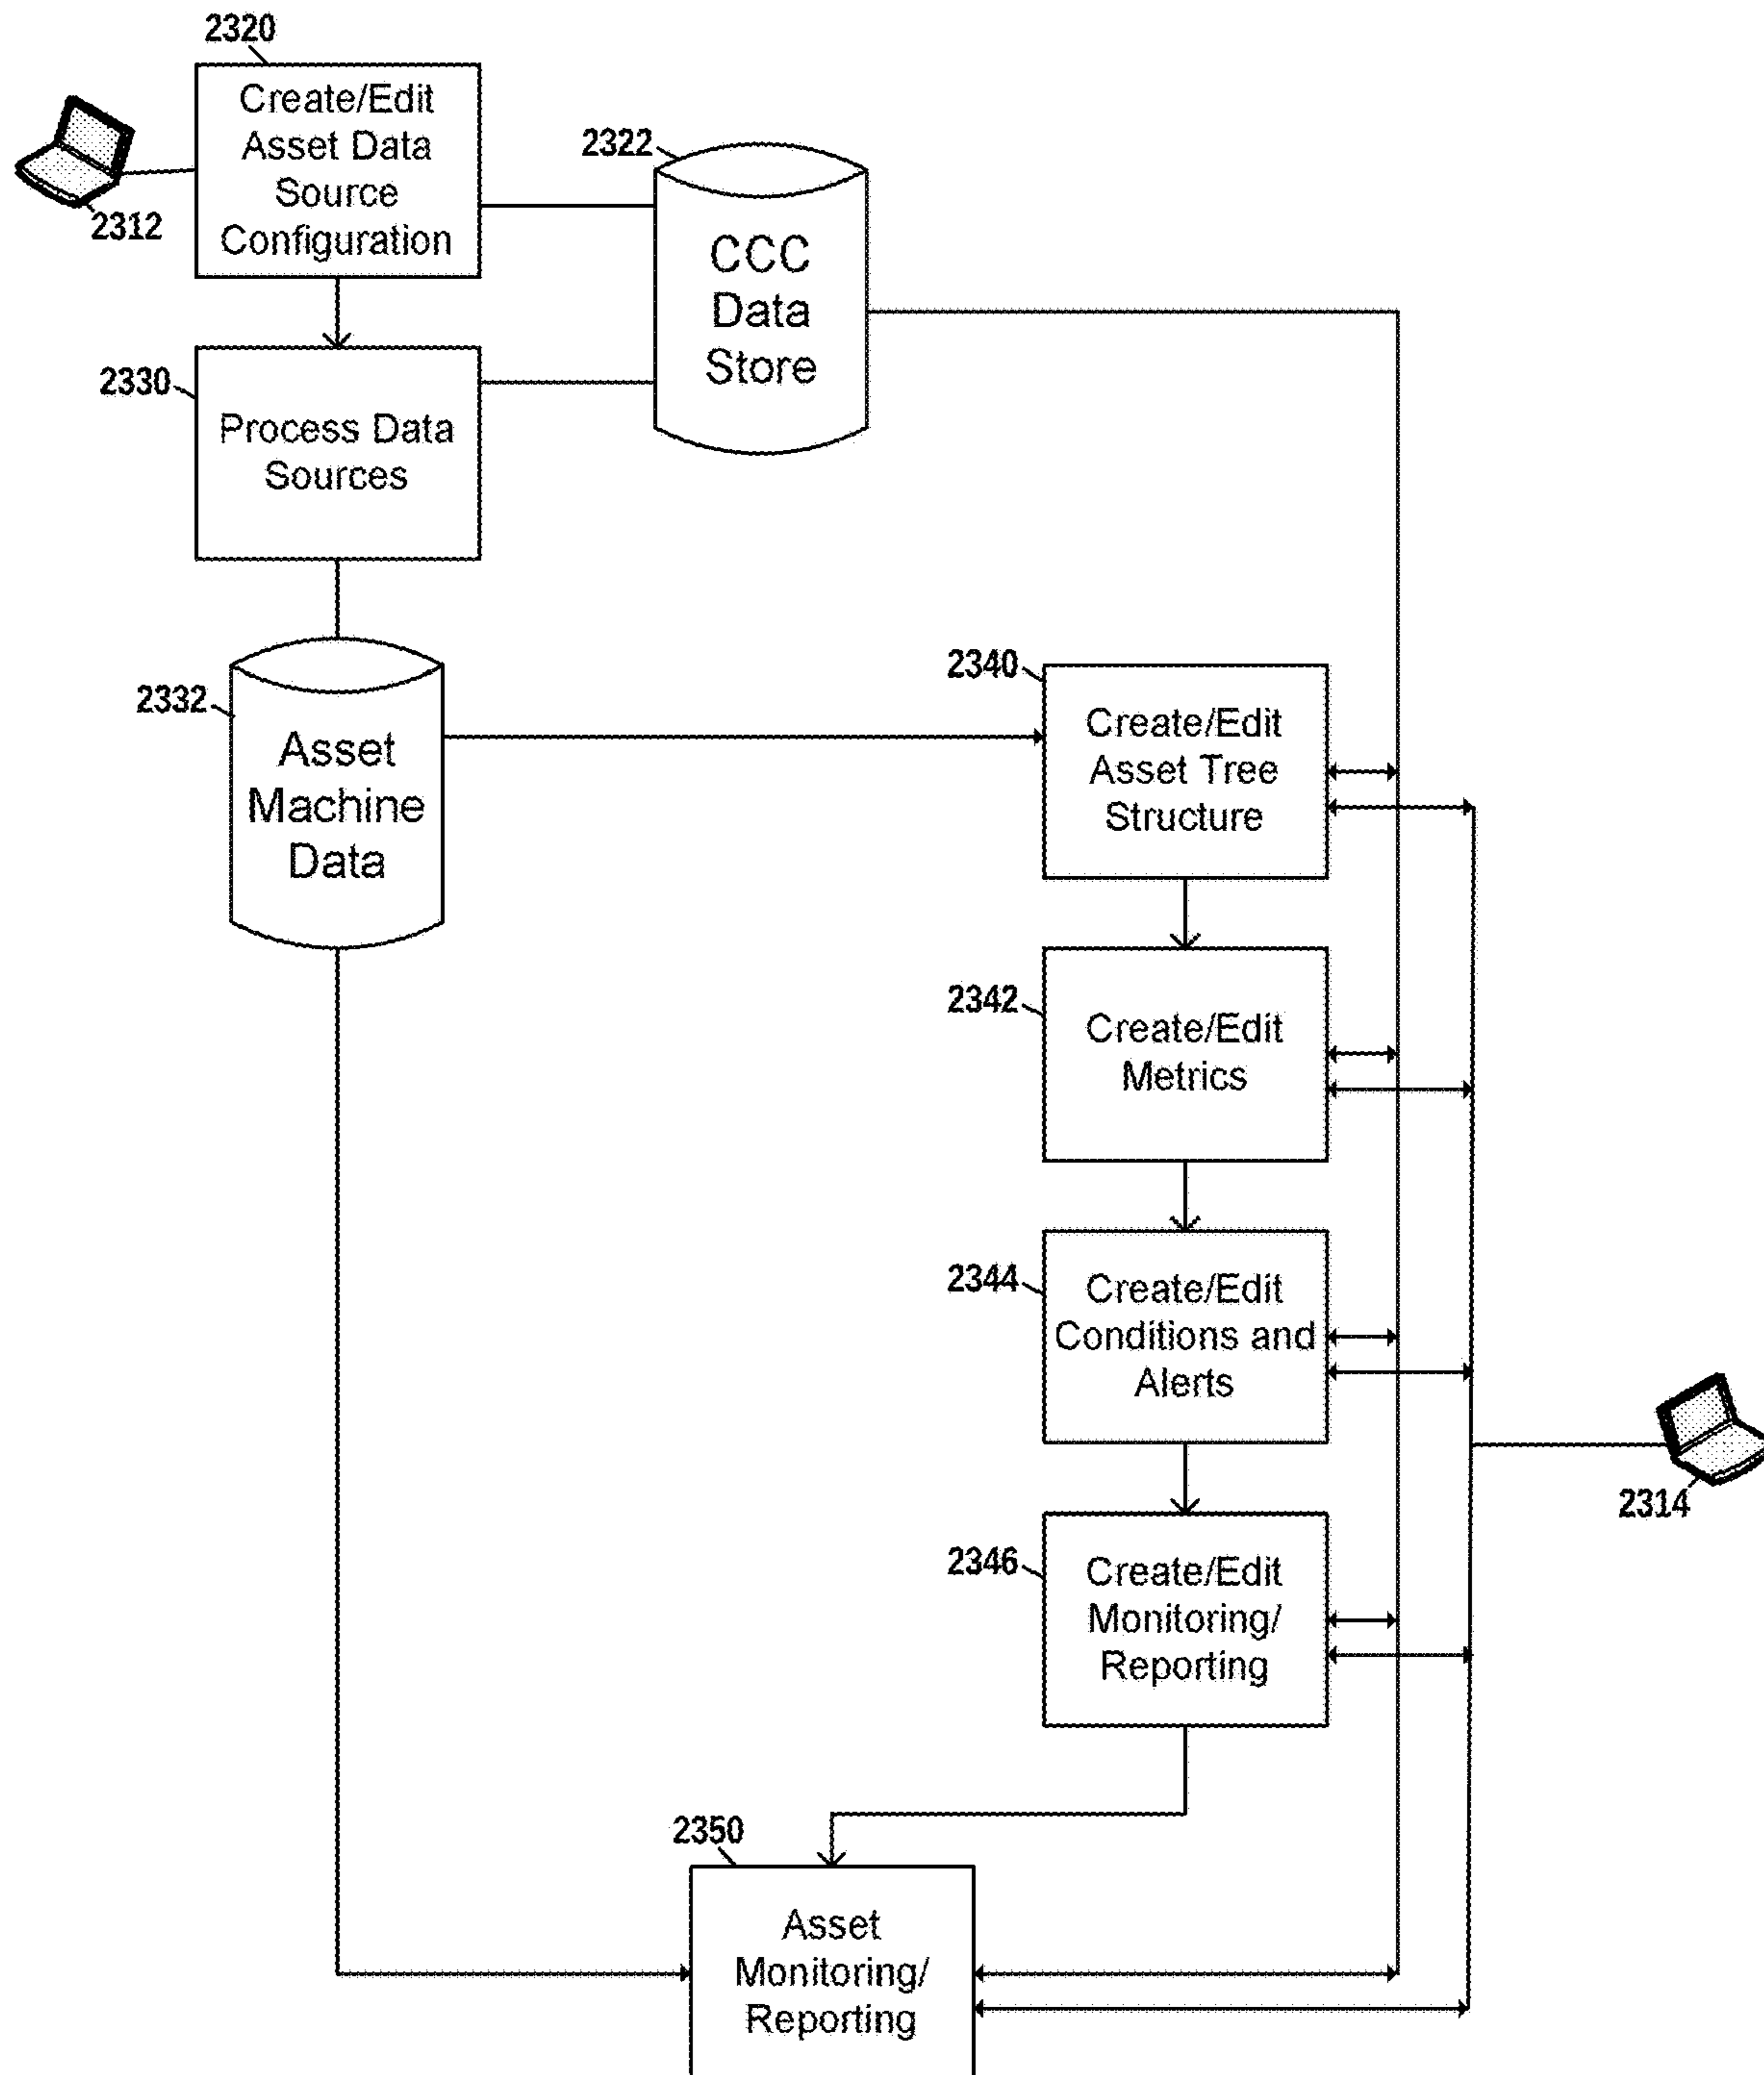 2320
Create/Edit
Asset Data
Source
Configuration
2312
2322
CCC
Data
Store
2330
Process Data
Sources
2332
Asset
Machine
Data
2340
Create/Edit
Asset Tree
Structure
2342
Create/Edit
Metrics
2344
Create/Edit
Conditions and
Alerts
2314
2346
Create/Edit
Monitoring/
Reporting
2350
Asset
Monitoring/
Reporting